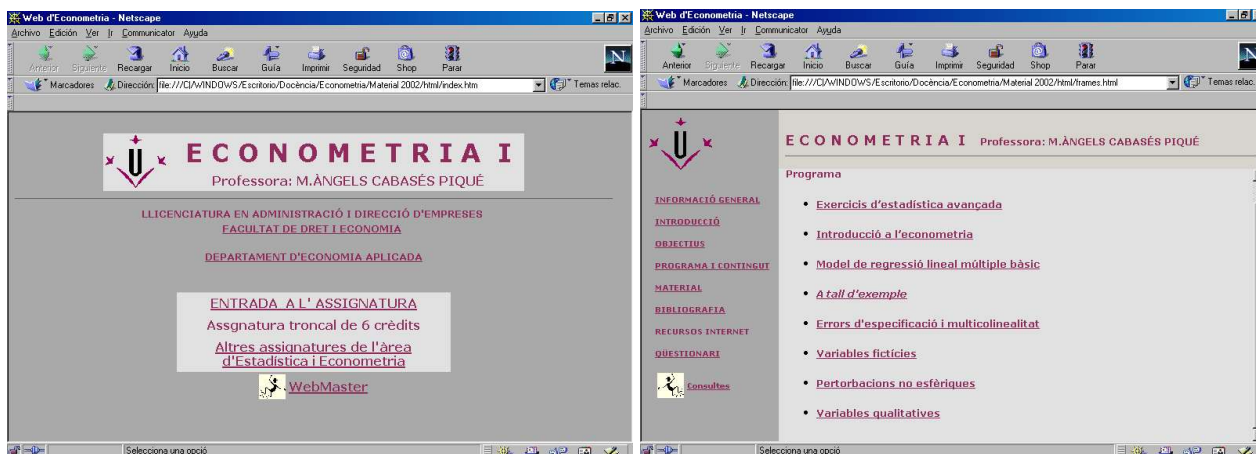 Web d'Econometria - Netscape
Archivo Edición Ver Ir Communicator Ayuda
Anterior Siguiente Recargar Inicio Buscar Guía Imprimir Seguridad Shop Parar
N
Marcadores Dirección: file:///C|/WINDOWS/Escritorio/Docència/Econometria/Material 2002/html/index.htm Temas relac.
ECONOMETRIA I
Professora: M.ÀNGELS CABASÉS PIQUÉ
LLICENCIATURA EN ADMINISTRACIÓ I DIRECCIÓ D'EMPRESES
FACULTAT DE DRET I ECONOMIA
DEPARTAMENT D'ECONOMIA APLICADA
ENTRADA A L' ASSIGNATURA
Assgnatura troncal de 6 crèdits
Altres assignatures de l'àrea
d'Estadística i Econometria
WebMaster
Selecciona una opció
Web d'Econometria - Netscape
Archivo Edición Ver Ir Communicator Ayuda
Anterior Siguiente Recargar Inicio Buscar Guía Imprimir Seguridad Shop Parar
N
Marcadores Dirección: file:///C|/WINDOWS/Escritorio/Docència/Econometria/Material 2002/html/frames.html Temas relac.
ECONOMETRIA I Professora: M.ÀNGELS CABASÉS PIQUÉ
INFORMACIÓ GENERAL
INTRODUCCIÓ
OBJECTIUS
PROGRAMA I CONTINGUT
MATERIAL
BIBLIOGRAFIA
RECURSOS INTERNET
QÜESTIONARI
Consultes
Programa
• Exercicis d'estadística avançada
• Introducció a l'econometria
• Model de regressió lineal múltiple bàsic
• A tall d'exemple
• Errors d'especificació i multicolinealitat
• Variables fictícies
• Pertorbacions no esfèriques
• Variables qualitatives
Selecciona una opció